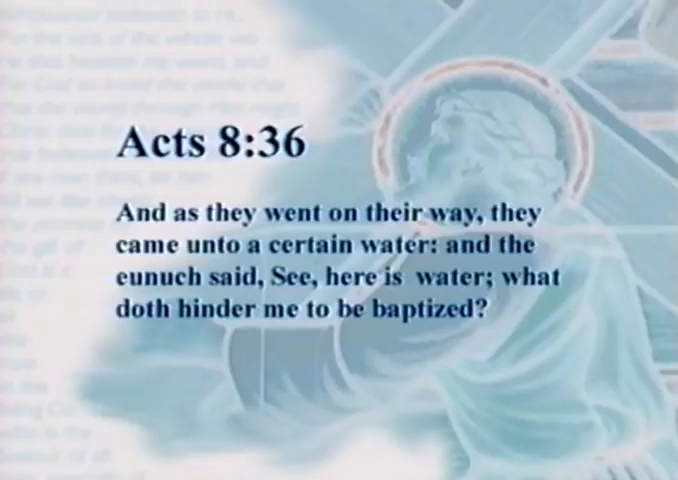 Acts 8:36
And as they went on their way, they
came unto a certain water: and the
eunuch said, See, here is water; what
doth hinder me to be baptized?